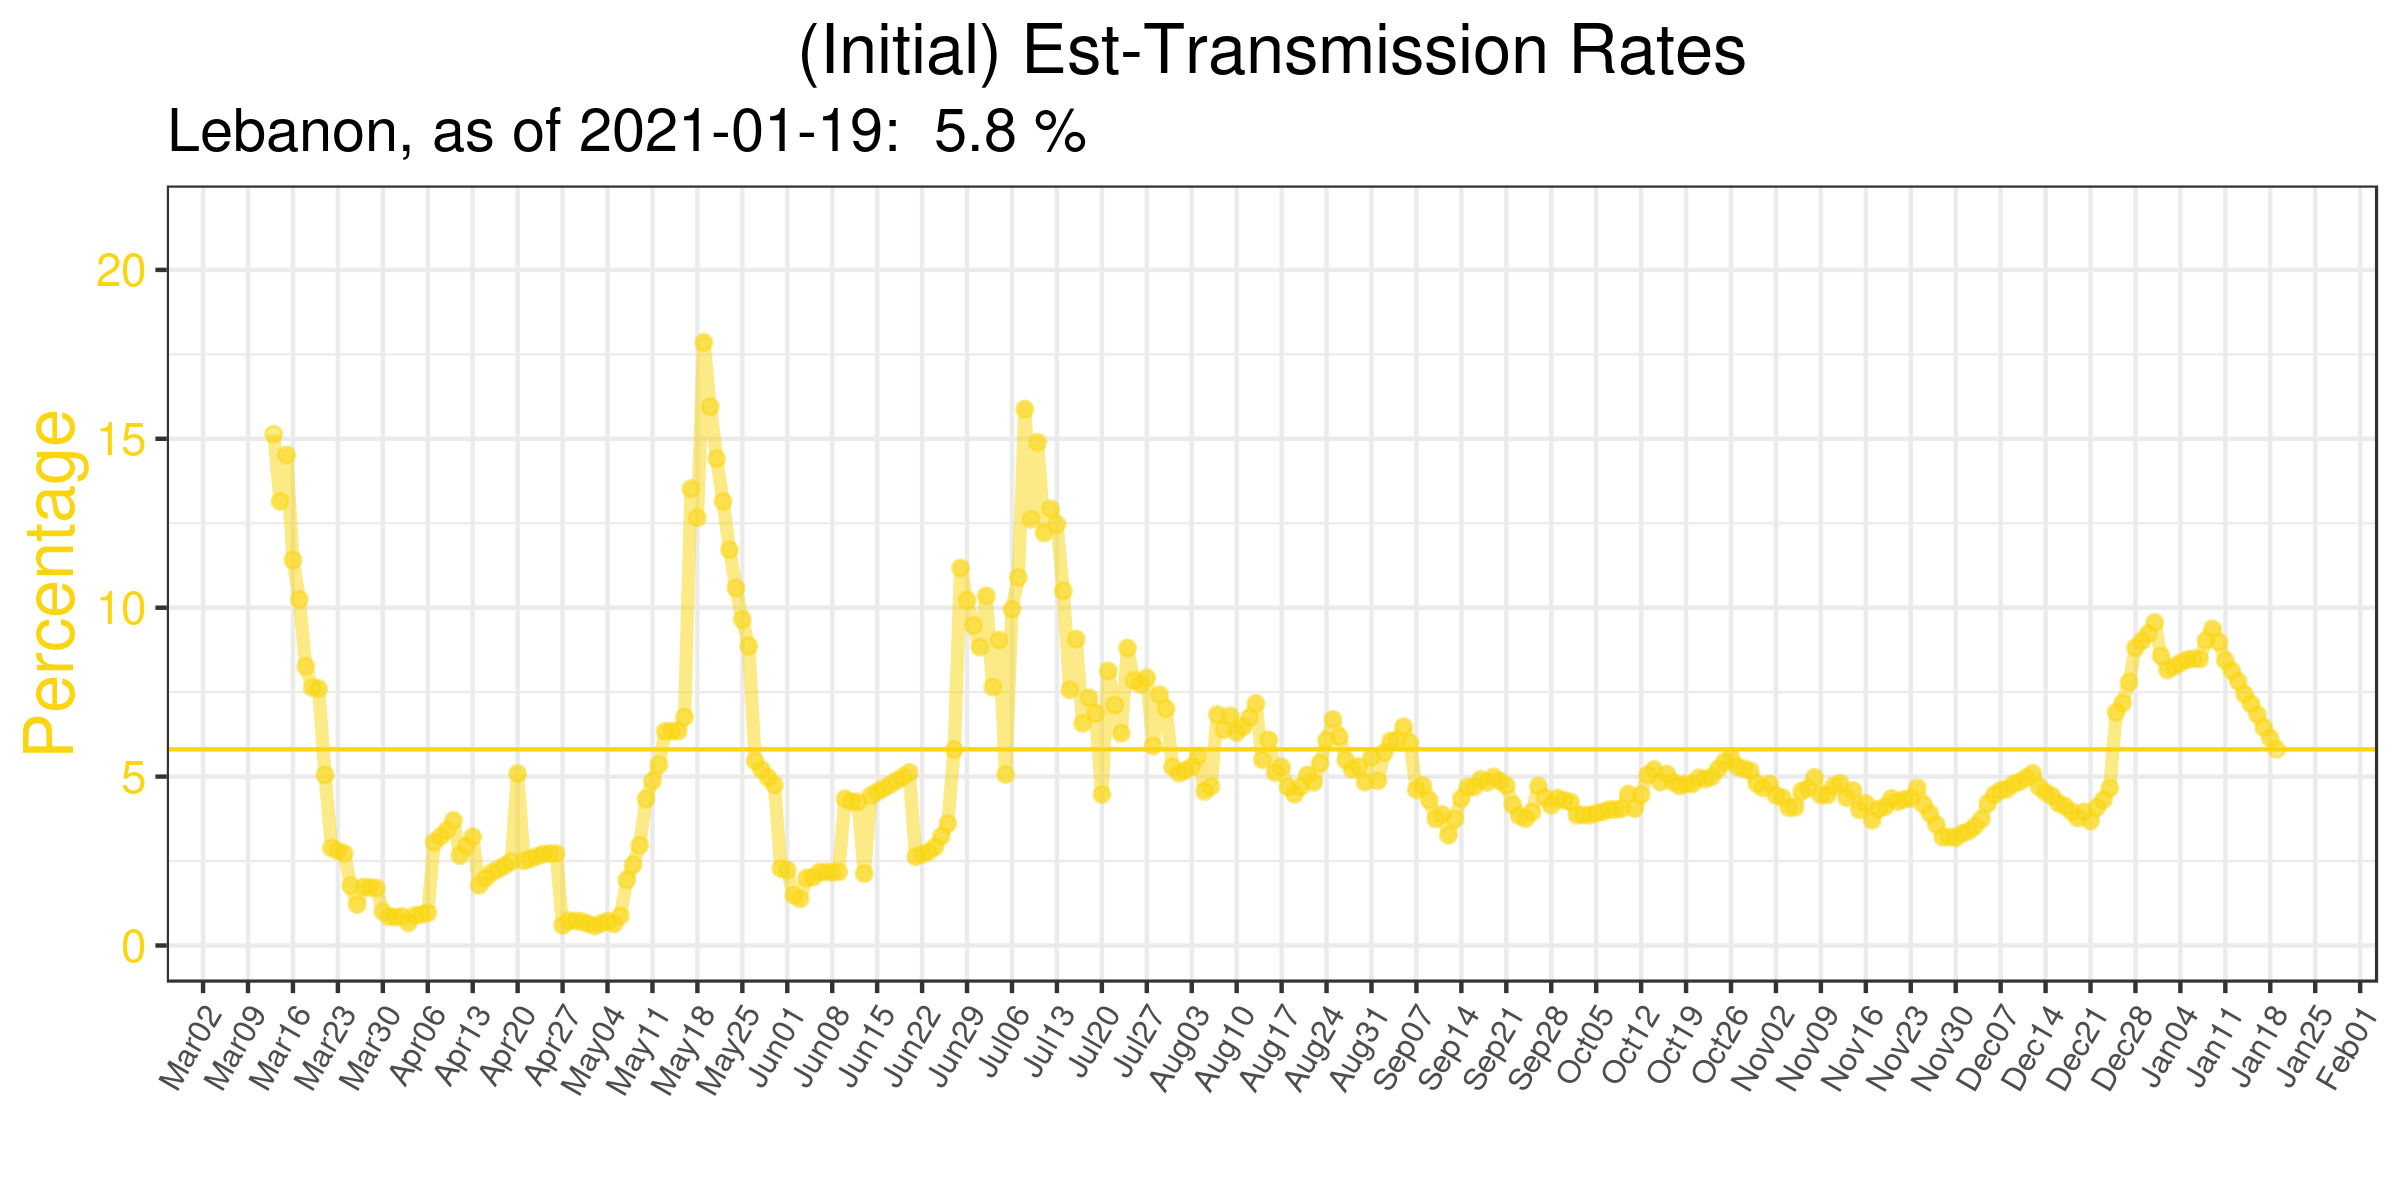 (Initial) Est-Transmission Rates
Lebanon, as of 2021-01-19:  5.8 %
Percentage
20
15
10
5
0
Mar02
Mar09
Mar16
Mar23
Mar30
Apr06
Apr13
Apr20
Apr27
May04
May11
May18
May25
Jun01
Jun08
Jun15
Jun22
Jun29
Jul06
Jul13
Jul20
Jul27
Aug03
Aug10
Aug17
Aug24
Aug31
Sep07
Sep14
Sep21
Sep28
Oct05
Oct12
Oct19
Oct26
Nov02
Nov09
Nov16
Nov23
Nov30
Dec07
Dec14
Dec21
Dec28
Jan04
Jan11
Jan18
Jan25
Feb01